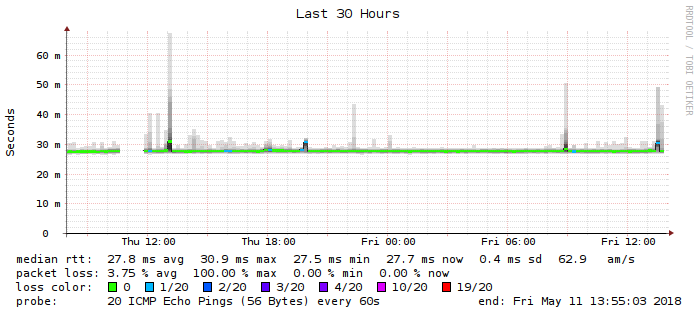 Last 30 Hours
RRDTOOL / TOBI OETIKER
Seconds
60 m
50 m
40 m
30 m
20 m
10 m
0
Thu 12:00 Thu 18:00 Fri 00:00 Fri 06:00 Fri 12:00
median rtt: 27.8 ms avg 30.9 ms max 27.5 ms min 27.7 ms now 0.4 ms sd 62.9 am/s
packet loss: 3.75 % avg 100.00 % max 0.00 % min 0.00 % now
loss color: 0 1/20 2/20 3/20 4/20 10/20 19/20
probe: 20 ICMP Echo Pings (56 Bytes) every 60s end: Fri May 11 13:55:03 2018